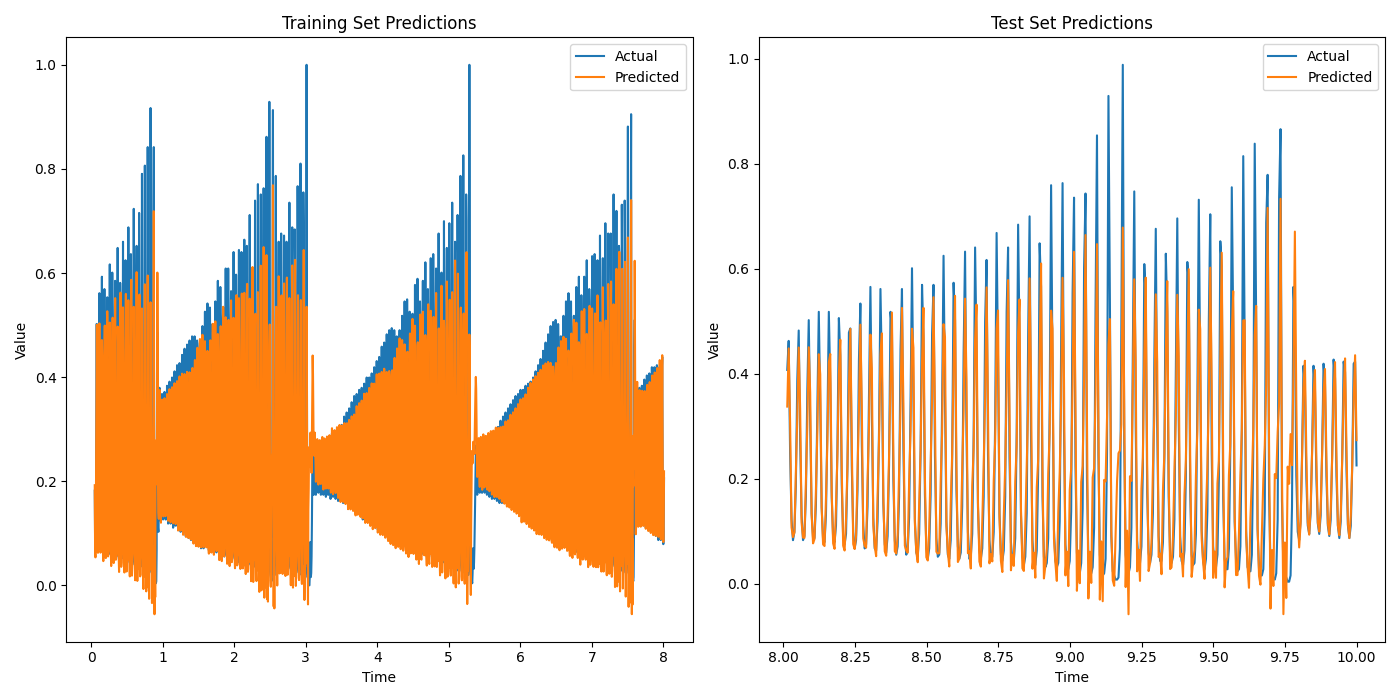 Training Set Predictions
Actual
Predicted
Value
1.0
0.8
0.6
0.4
0.2
0.0
0 1 2 3 4 5 6 7 8
Time
Test Set Predictions
Actual
Predicted
Value
1.0
0.8
0.6
0.4
0.2
0.0
8.00 8.25 8.50 8.75 9.00 9.25 9.50 9.75 10.00
Time